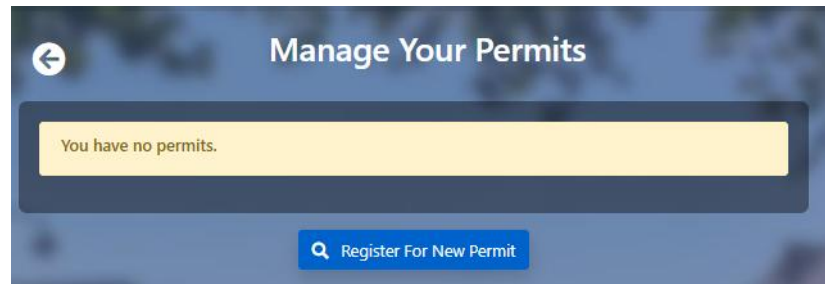 Manage Your Permits
You have no permits.
Register For New Permit